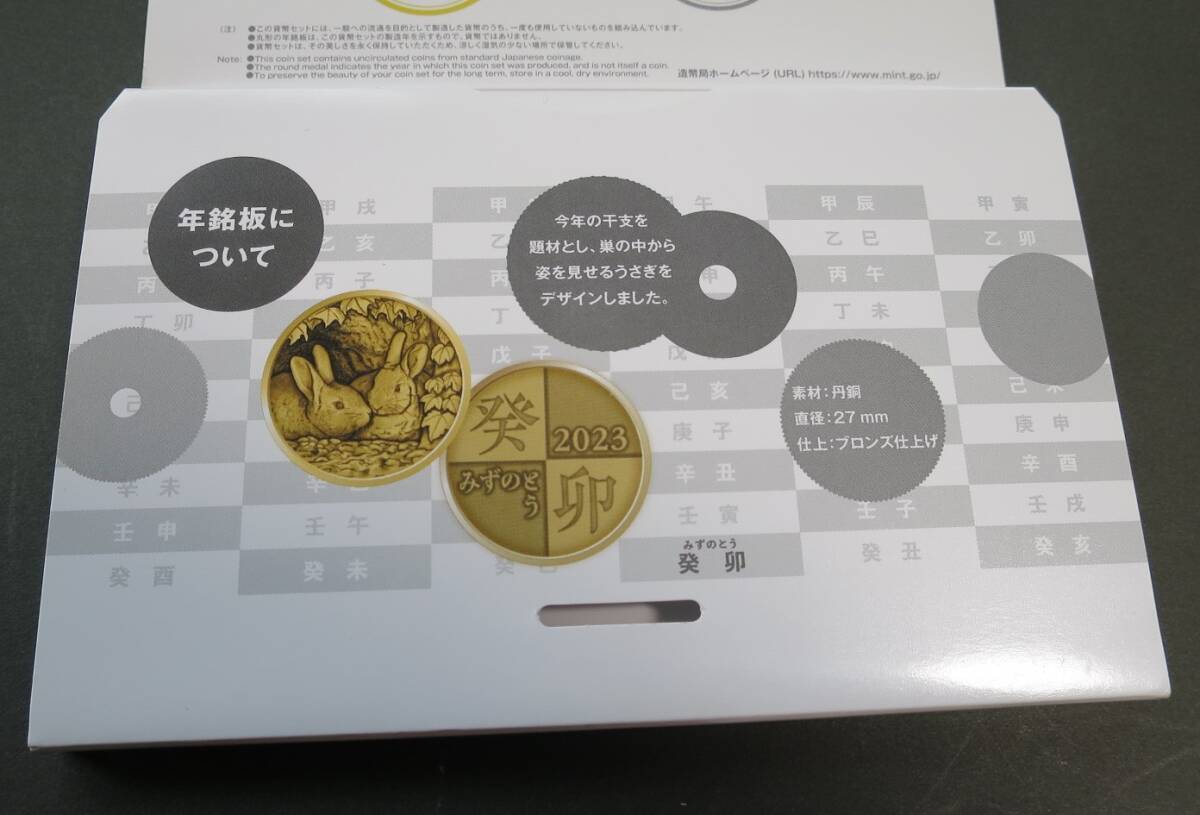 (注) ●この貨幣セットには、一般への流通を目的として製造した貨幣のうち、一度も使用していないものを組み込んでいます。
●丸形の年銘板は、この貨幣セットの製造年を示すもので、貨幣ではありません。
●貨幣セットは、その美しさを永く保持していただくため、涼しく湿気の少ない場所で保管してください。
Note: ●This coin set contains uncirculated coins from standard Japanese coinage.
●The round medal indicates the year in which this coin set was produced, and is not itself a coin.
●To preserve the beauty of your coin set for the long term, store in a cool, dry environment.
造幣局ホームページ (URL) https://www.mint.go.jp/
年銘板に
ついて
今年の干支を
題材とし、巣の中から
姿を見せるうさぎを
デザインしました。
素材:丹銅
直径:27mm
仕上:ブロンズ仕上げ
癸
2023
みずのと
う
卯
丁卯
辛未
壬申
癸酉
甲戌
乙亥
丙子
壬午
癸未
甲
乙
丙
丁
戊子
午
申
己亥
庚子
辛丑
壬寅
みずのとう
癸卯
甲辰
乙巳
丙午
丁未
壬子
癸丑
甲寅
乙卯
己未
庚申
辛酉
壬戌
癸亥